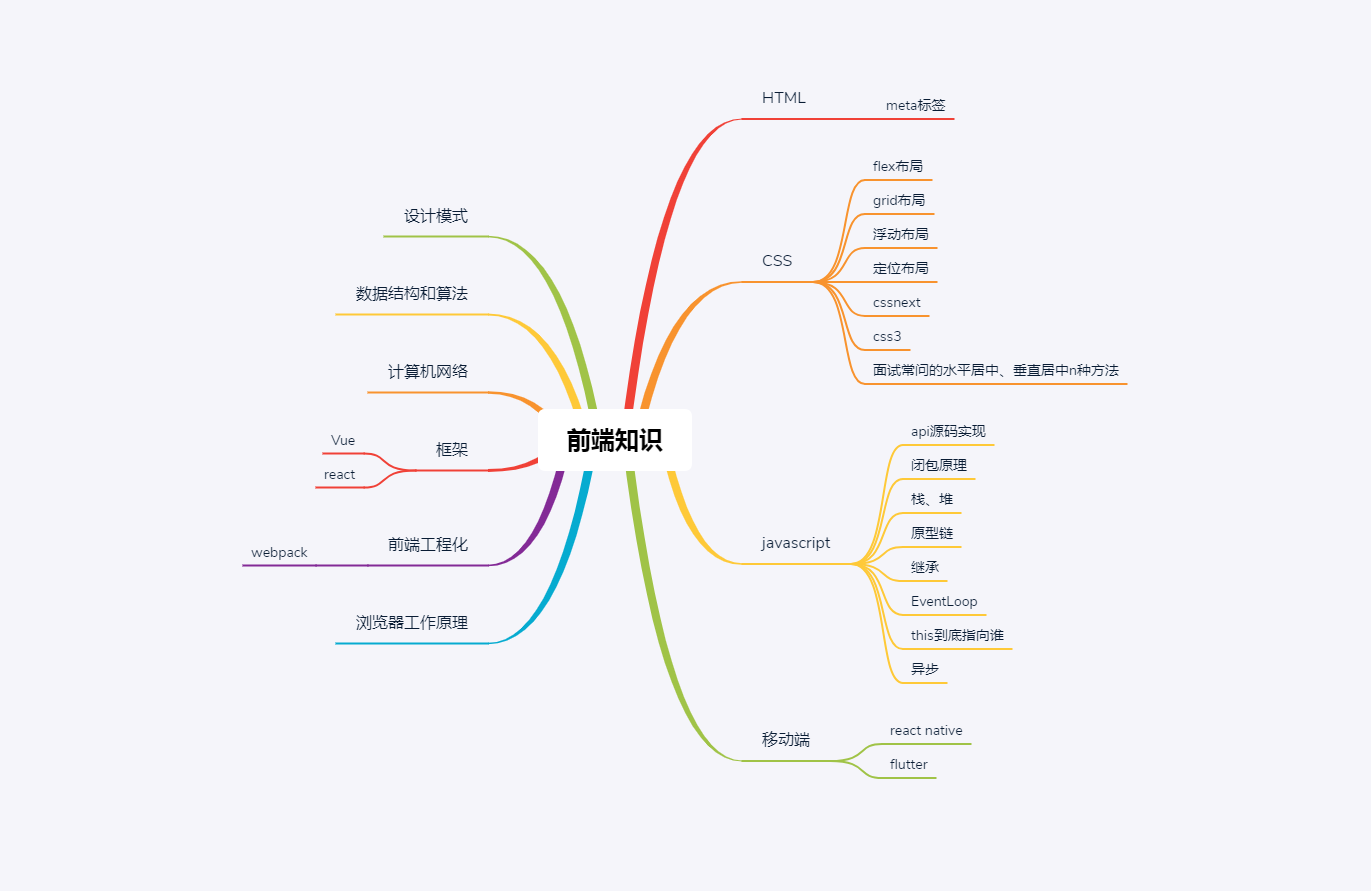 前端知识
HTML
meta标签
CSS
flex布局
grid布局
浮动布局
定位布局
cssnext
css3
面试常问的水平居中、垂直居中n种方法
javascript
api源码实现
闭包原理
栈、堆
原型链
继承
EventLoop
this到底指向谁
异步
移动端
react native
flutter
设计模式
数据结构和算法
计算机网络
框架
Vue
react
前端工程化
webpack
浏览器工作原理